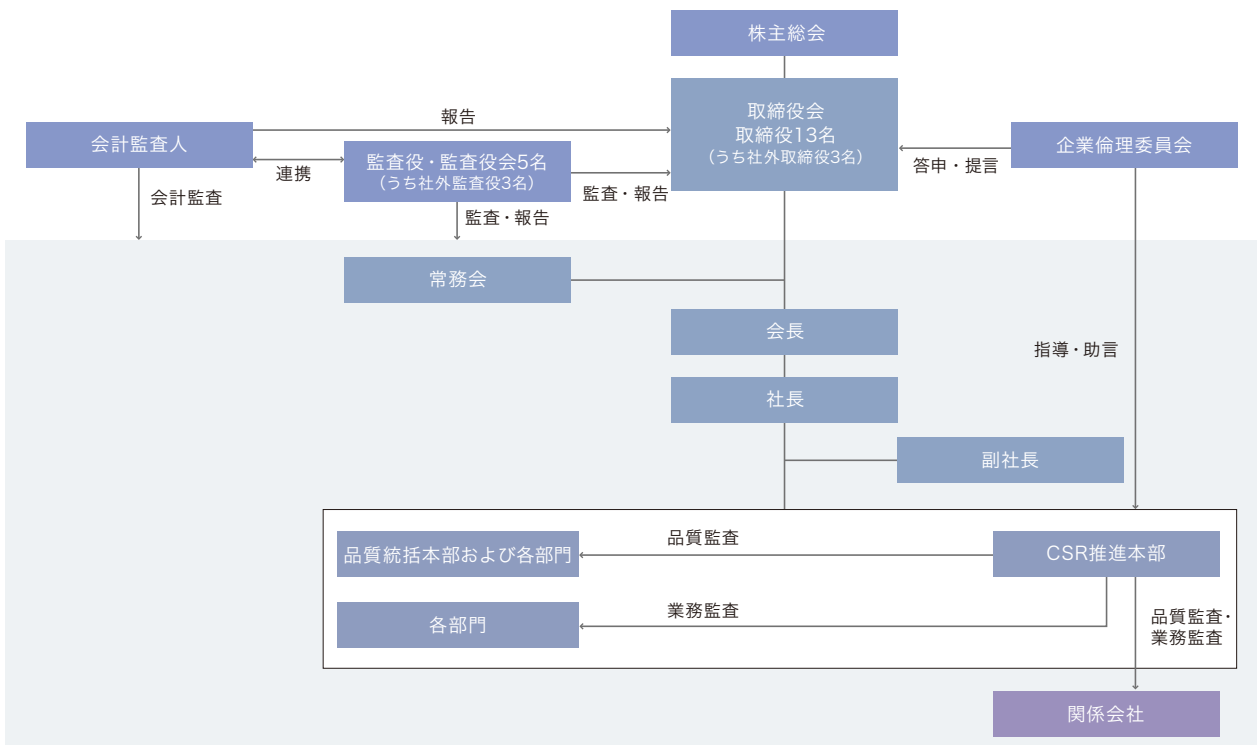 株主総会
取締役会
取締役13名
（うち社外取締役3名）
報告
会計監査人
企業倫理委員会
監査役・監査役会5名
（うち社外監査役3名）
連携
答申・提言
監査・報告
会計監査
監査・報告
常務会
会長
指導・助言
社長
副社長
品質監査
品質統括本部および各部門
CSR推進本部
業務監査
各部門
品質監査・
業務監査
関係会社